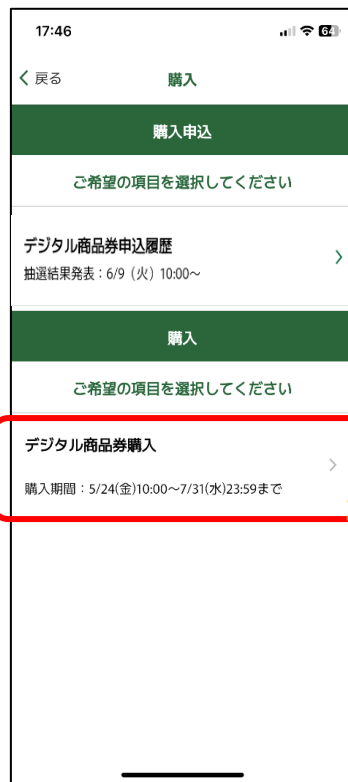 17:46
64
戻る
購入
購入申込
ご希望の項目を選択してください
デジタル商品券申込履歴
抽選結果発表：6/9（火）10:00～
購入
ご希望の項目を選択してください
デジタル商品券購入
購入期間：5/24(金)10:00～7/31(水)23:59まで